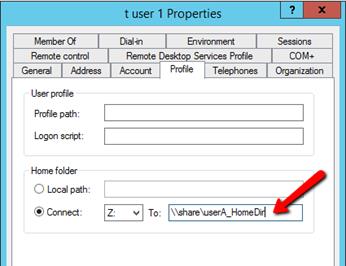 t user 1 Properties
?
x
Member Of
Dial-in
Environment
Sessions
Remote control
Remote Desktop Services Profile
COM+
General
Address
Account
Profile
Telephones
Organization
User profile
Profile path:
Logon script:
Home folder
Local path:
Connect:
Z:
To:
\\share\userA_HomeDir